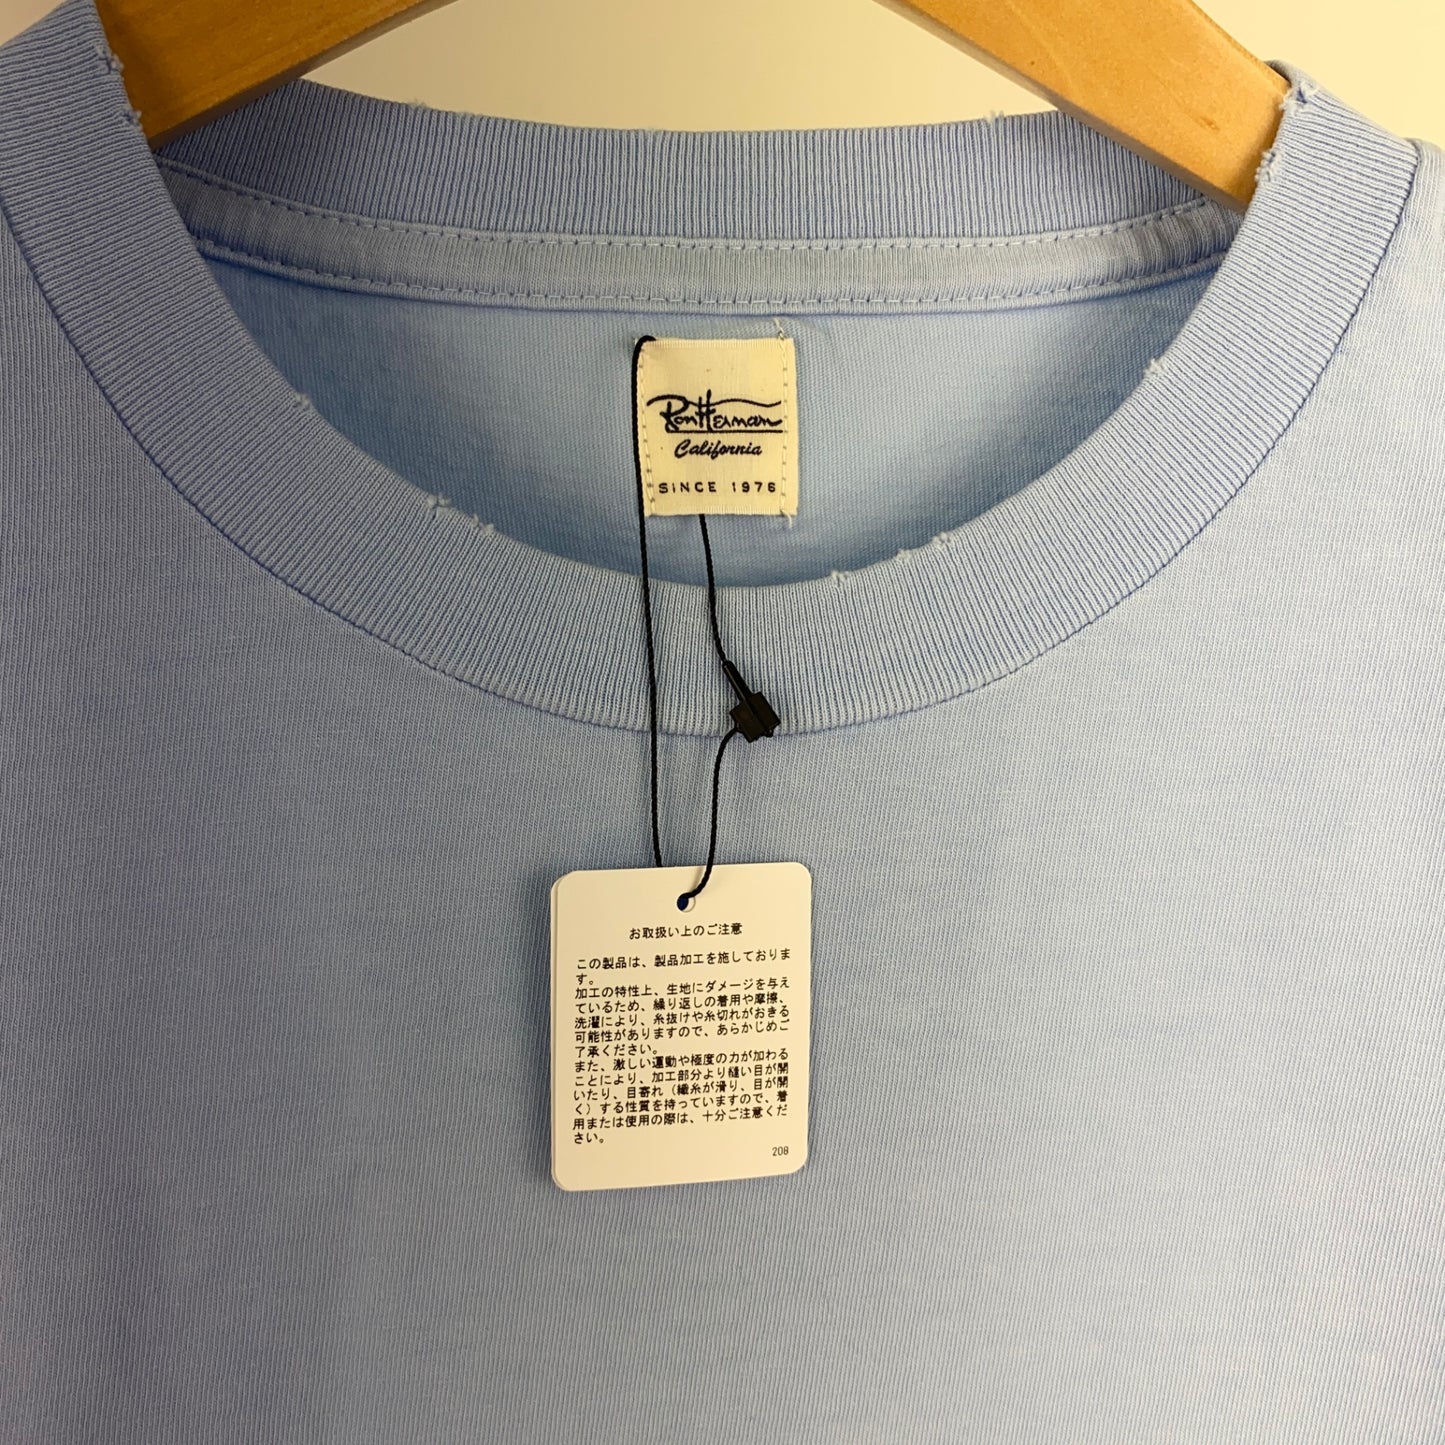 Ron Herman
California
SINCE 1976
お取扱い上のご注意
この製品は、製品加工を施しております。
す。
加工の特性上、生地にダメージを与え
ているため、繰り返しの着用や摩擦、
洗濯により、糸抜けや糸切れがおきる
可能性がありますので、あらかじめご
了承ください。
また、激しい運動や極度の力が加わる
ことにより、加工部分より縫い目が開
いたり、目寄れ（繊糸が滑り、目が開
く）する性質を持っていますので、着
用または使用の際は、十分ご注意くだ
さい。
208